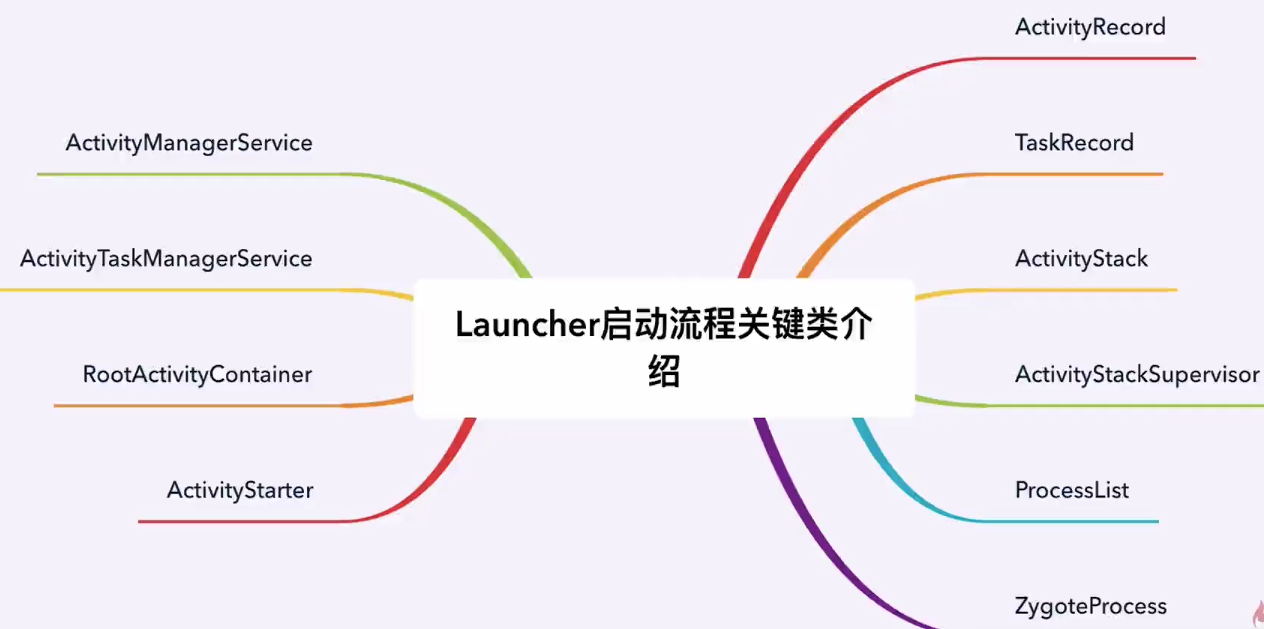 ActivityRecord
ActivityManagerService
TaskRecord
ActivityTaskManagerService
ActivityStack
Launcher启动流程关键类介
绍
RootActivityContainer
ActivityStackSupervisor
ActivityStarter
ProcessList
ZygoteProcess